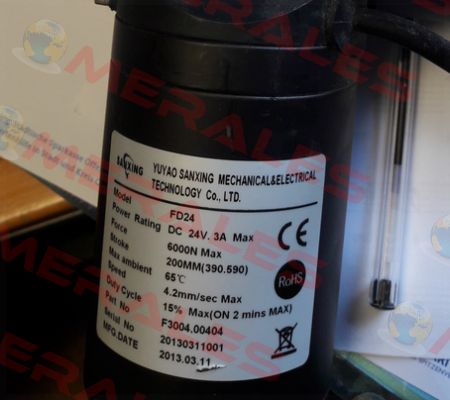 SANXING
YUYAO SANXING MECHANICAL&ELECTRICAL
TECHNOLOGY Co., LTD.
Model FD24
Power Rating DC 24V. 3A Max
Force 6000N Max
Stroke 200MM(390.590)
Max ambient 65℃
Speed 4.2mm/sec Max
Duty Cycle 15% Max(ON 2 mins MAX)
Part No F3004.00404
Serial No 20130311001
MFG.DATE 2013.03.11
CE
RoHS
MERALES
MERALES
MERALES